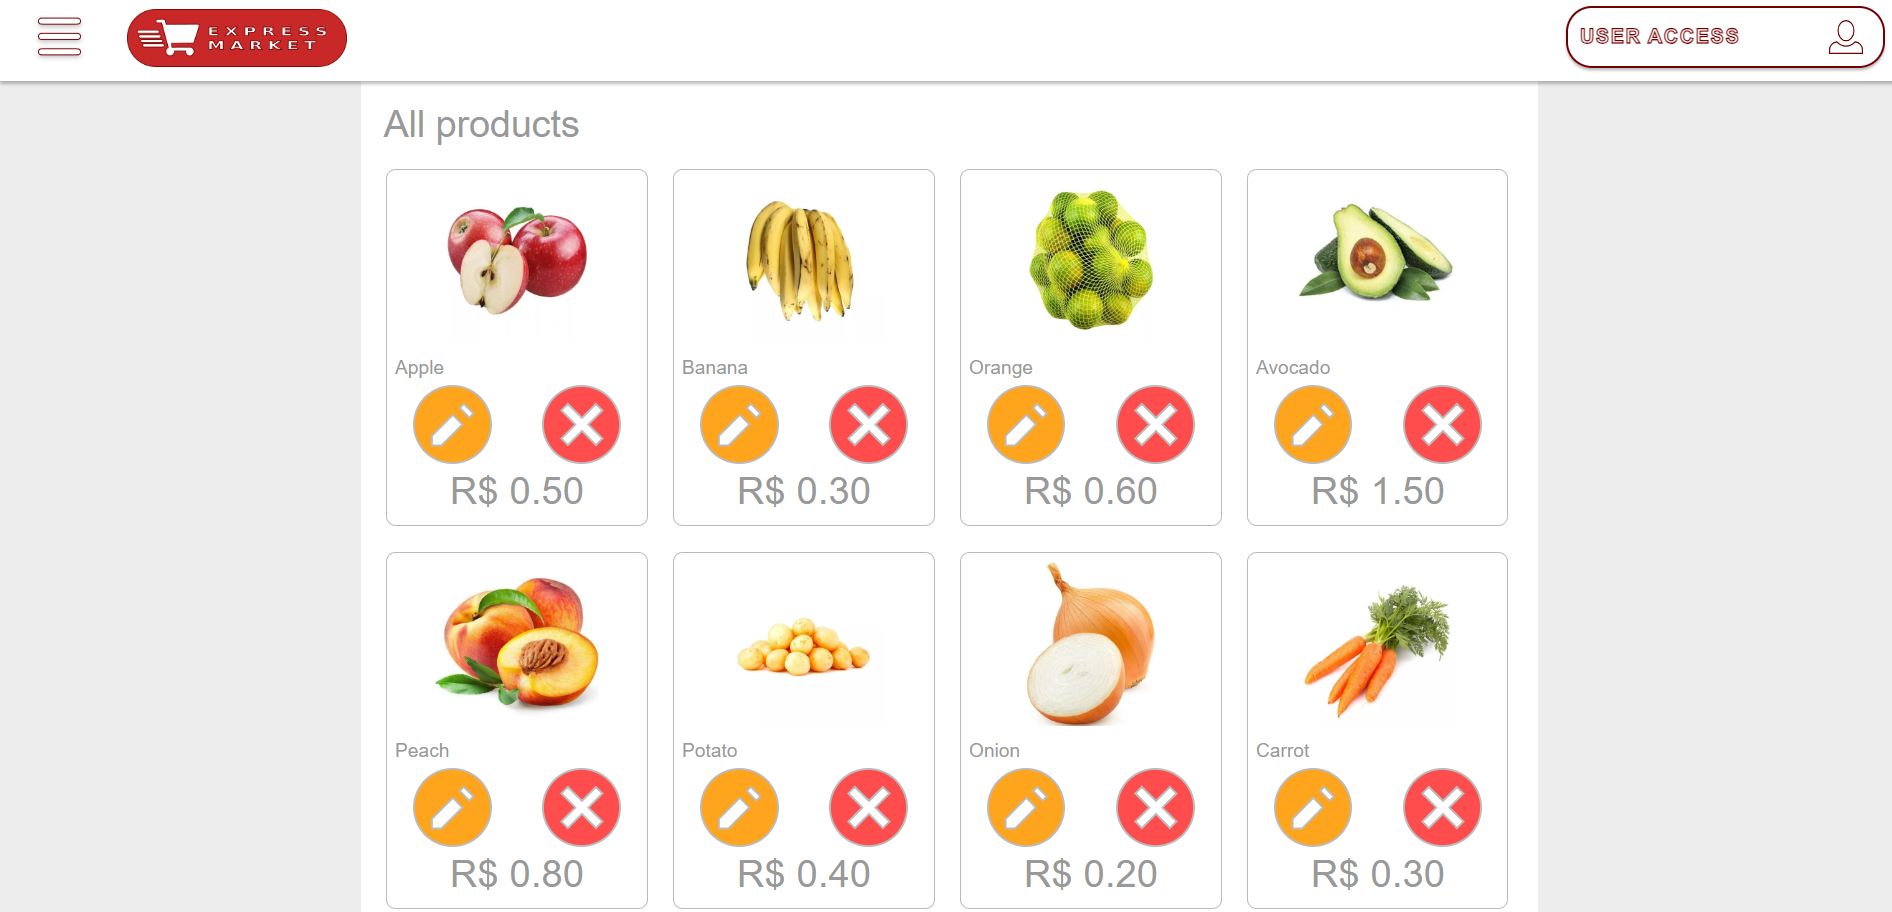 EXPRESS
MARKET
USER ACCESS
All products
Apple
R$ 0.50
Banana
R$ 0.30
Orange
R$ 0.60
Avocado
R$ 1.50
Peach
R$ 0.80
Potato
R$ 0.40
Onion
R$ 0.20
Carrot
R$ 0.30